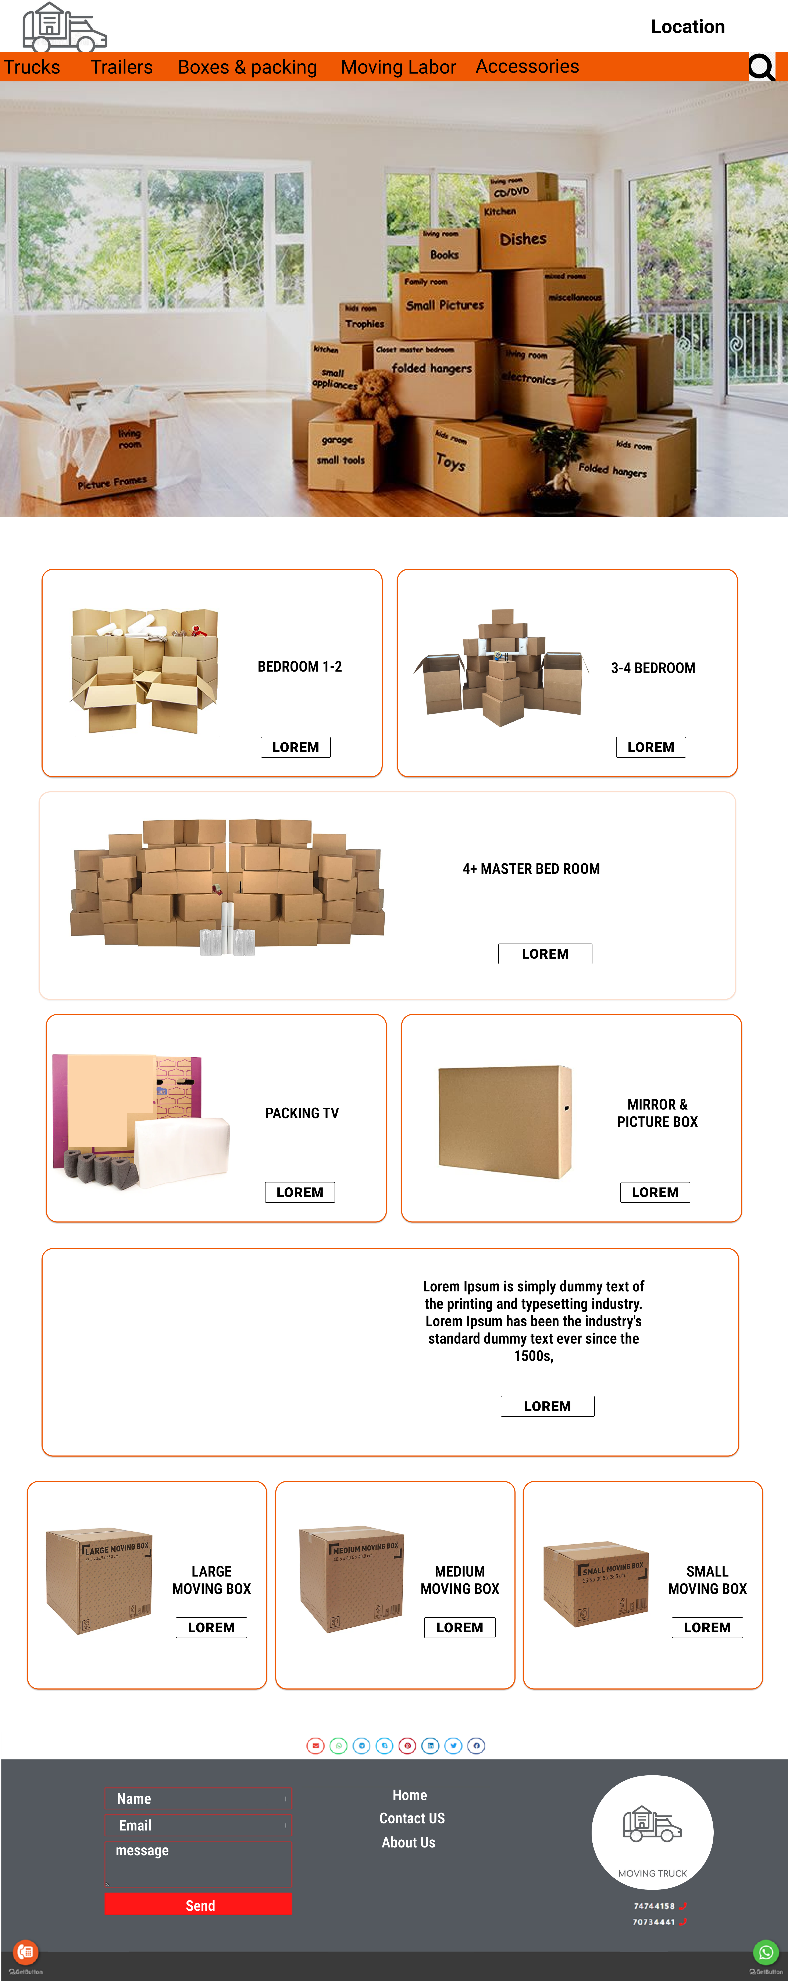 Location
Trucks Trailers Boxes & packing Moving Labor Accessories
living room
CD/DVD
Kitchen
Dishes
living room
Books
mixed rooms
miscellaneous
Family room
Small Pictures
kids room
Trophies
kitchen
small
appliances
Closet master bedroom
folded hangers
living room
electronics
living
room
Picture Frames
garage
small tools
kids room
Toys
kids room
Folded hangers
BEDROOM 1-2
LOREM
3-4 BEDROOM
LOREM
4+ MASTER BED ROOM
LOREM
PACKING TV
LOREM
MIRROR &
PICTURE BOX
LOREM
Lorem Ipsum is simply dummy text of
the printing and typesetting industry.
Lorem Ipsum has been the industry's
standard dummy text ever since the
1500s,
LOREM
LARGE MOVING BOX
LARGE
MOVING BOX
LOREM
MEDIUM MOVING BOX
MEDIUM
MOVING BOX
LOREM
SMALL MOVING BOX
SMALL
MOVING BOX
LOREM
Name
Email
message
Send
Home
Contact US
About Us
MOVING TRUCK
74744158
70734441
GetButton
GetButton